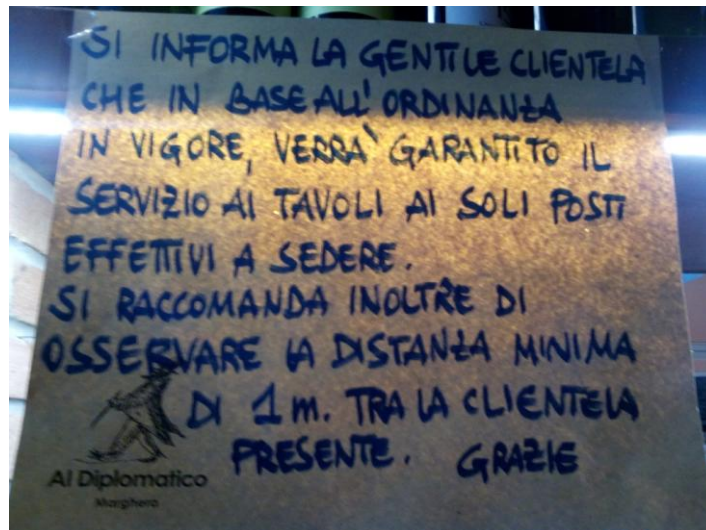 SI INFORMA LA GENTILE CLIENTELA
CHE IN BASE ALL'ORDINANZA
IN VIGORE, VERRA' GARANTITO IL
SERVIZIO AI TAVOLI AI SOLI POSTI
EFFETTIVI A SEDERE.
SI RACCOMANDA INOLTRE DI
OSSERVARE LA DISTANZA MINIMA
DI 1 m. TRA LA CLIENTELA
PRESENTE. GRAZIE
Al Diplomatico
Marghera